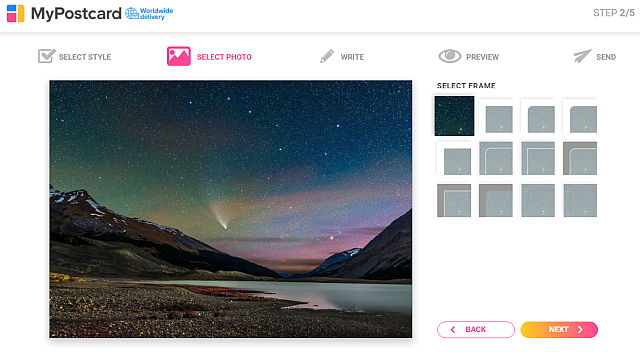 MyPostcard
Worldwide
delivery
STEP 2/5
SELECT STYLE
SELECT PHOTO
WRITE
PREVIEW
SEND
SELECT FRAME
BACK
NEXT